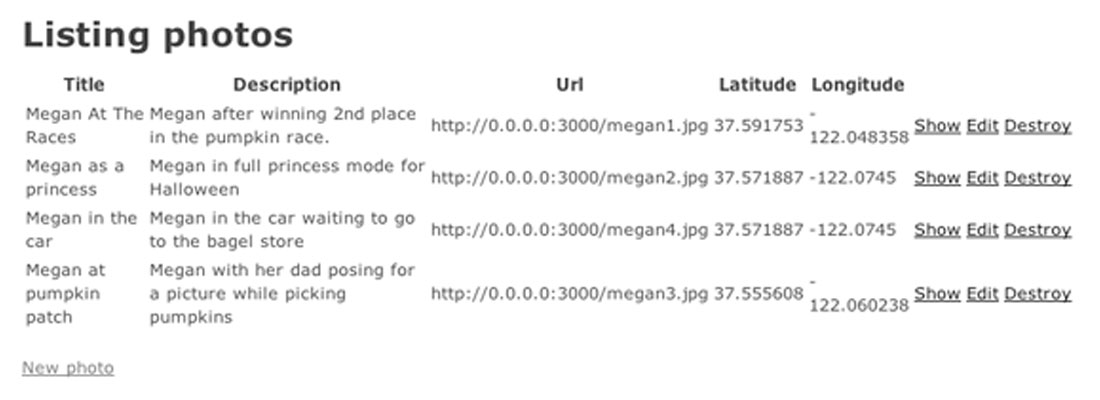 Listing photos
Title Description Url Latitude Longitude
Megan At The Races Megan after winning 2nd place in the pumpkin race. http://0.0.0.0:3000/megan1.jpg 37.591753 -122.048358 Show Edit Destroy
Megan as a princess Megan in full princess mode for Halloween http://0.0.0.0:3000/megan2.jpg 37.571887 -122.0745 Show Edit Destroy
Megan in the car Megan in the car waiting to go to the bagel store http://0.0.0.0:3000/megan4.jpg 37.571887 -122.0745 Show Edit Destroy
Megan at pumpkin patch Megan with her dad posing for a picture while picking pumpkins http://0.0.0.0:3000/megan3.jpg 37.555608 -122.060238 Show Edit Destroy
New photo